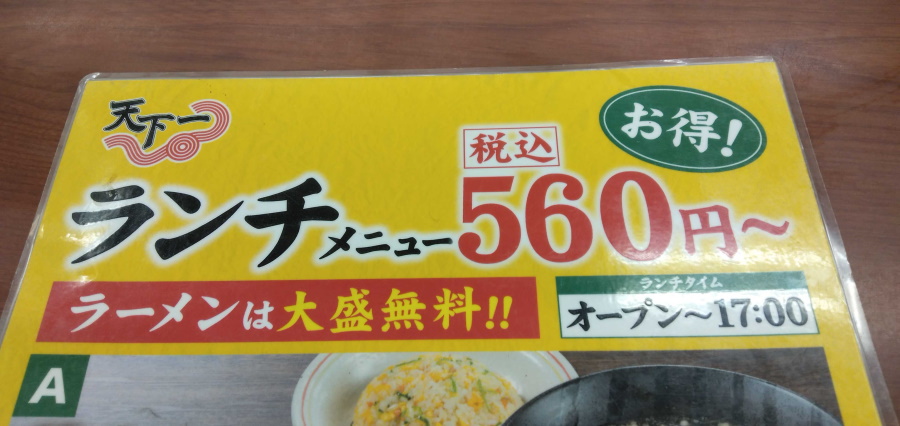 天下一
お得!
税込
ランチメニュー560円～
ランチタイム
ラーメンは大盛無料!!
オープン～17:00
A